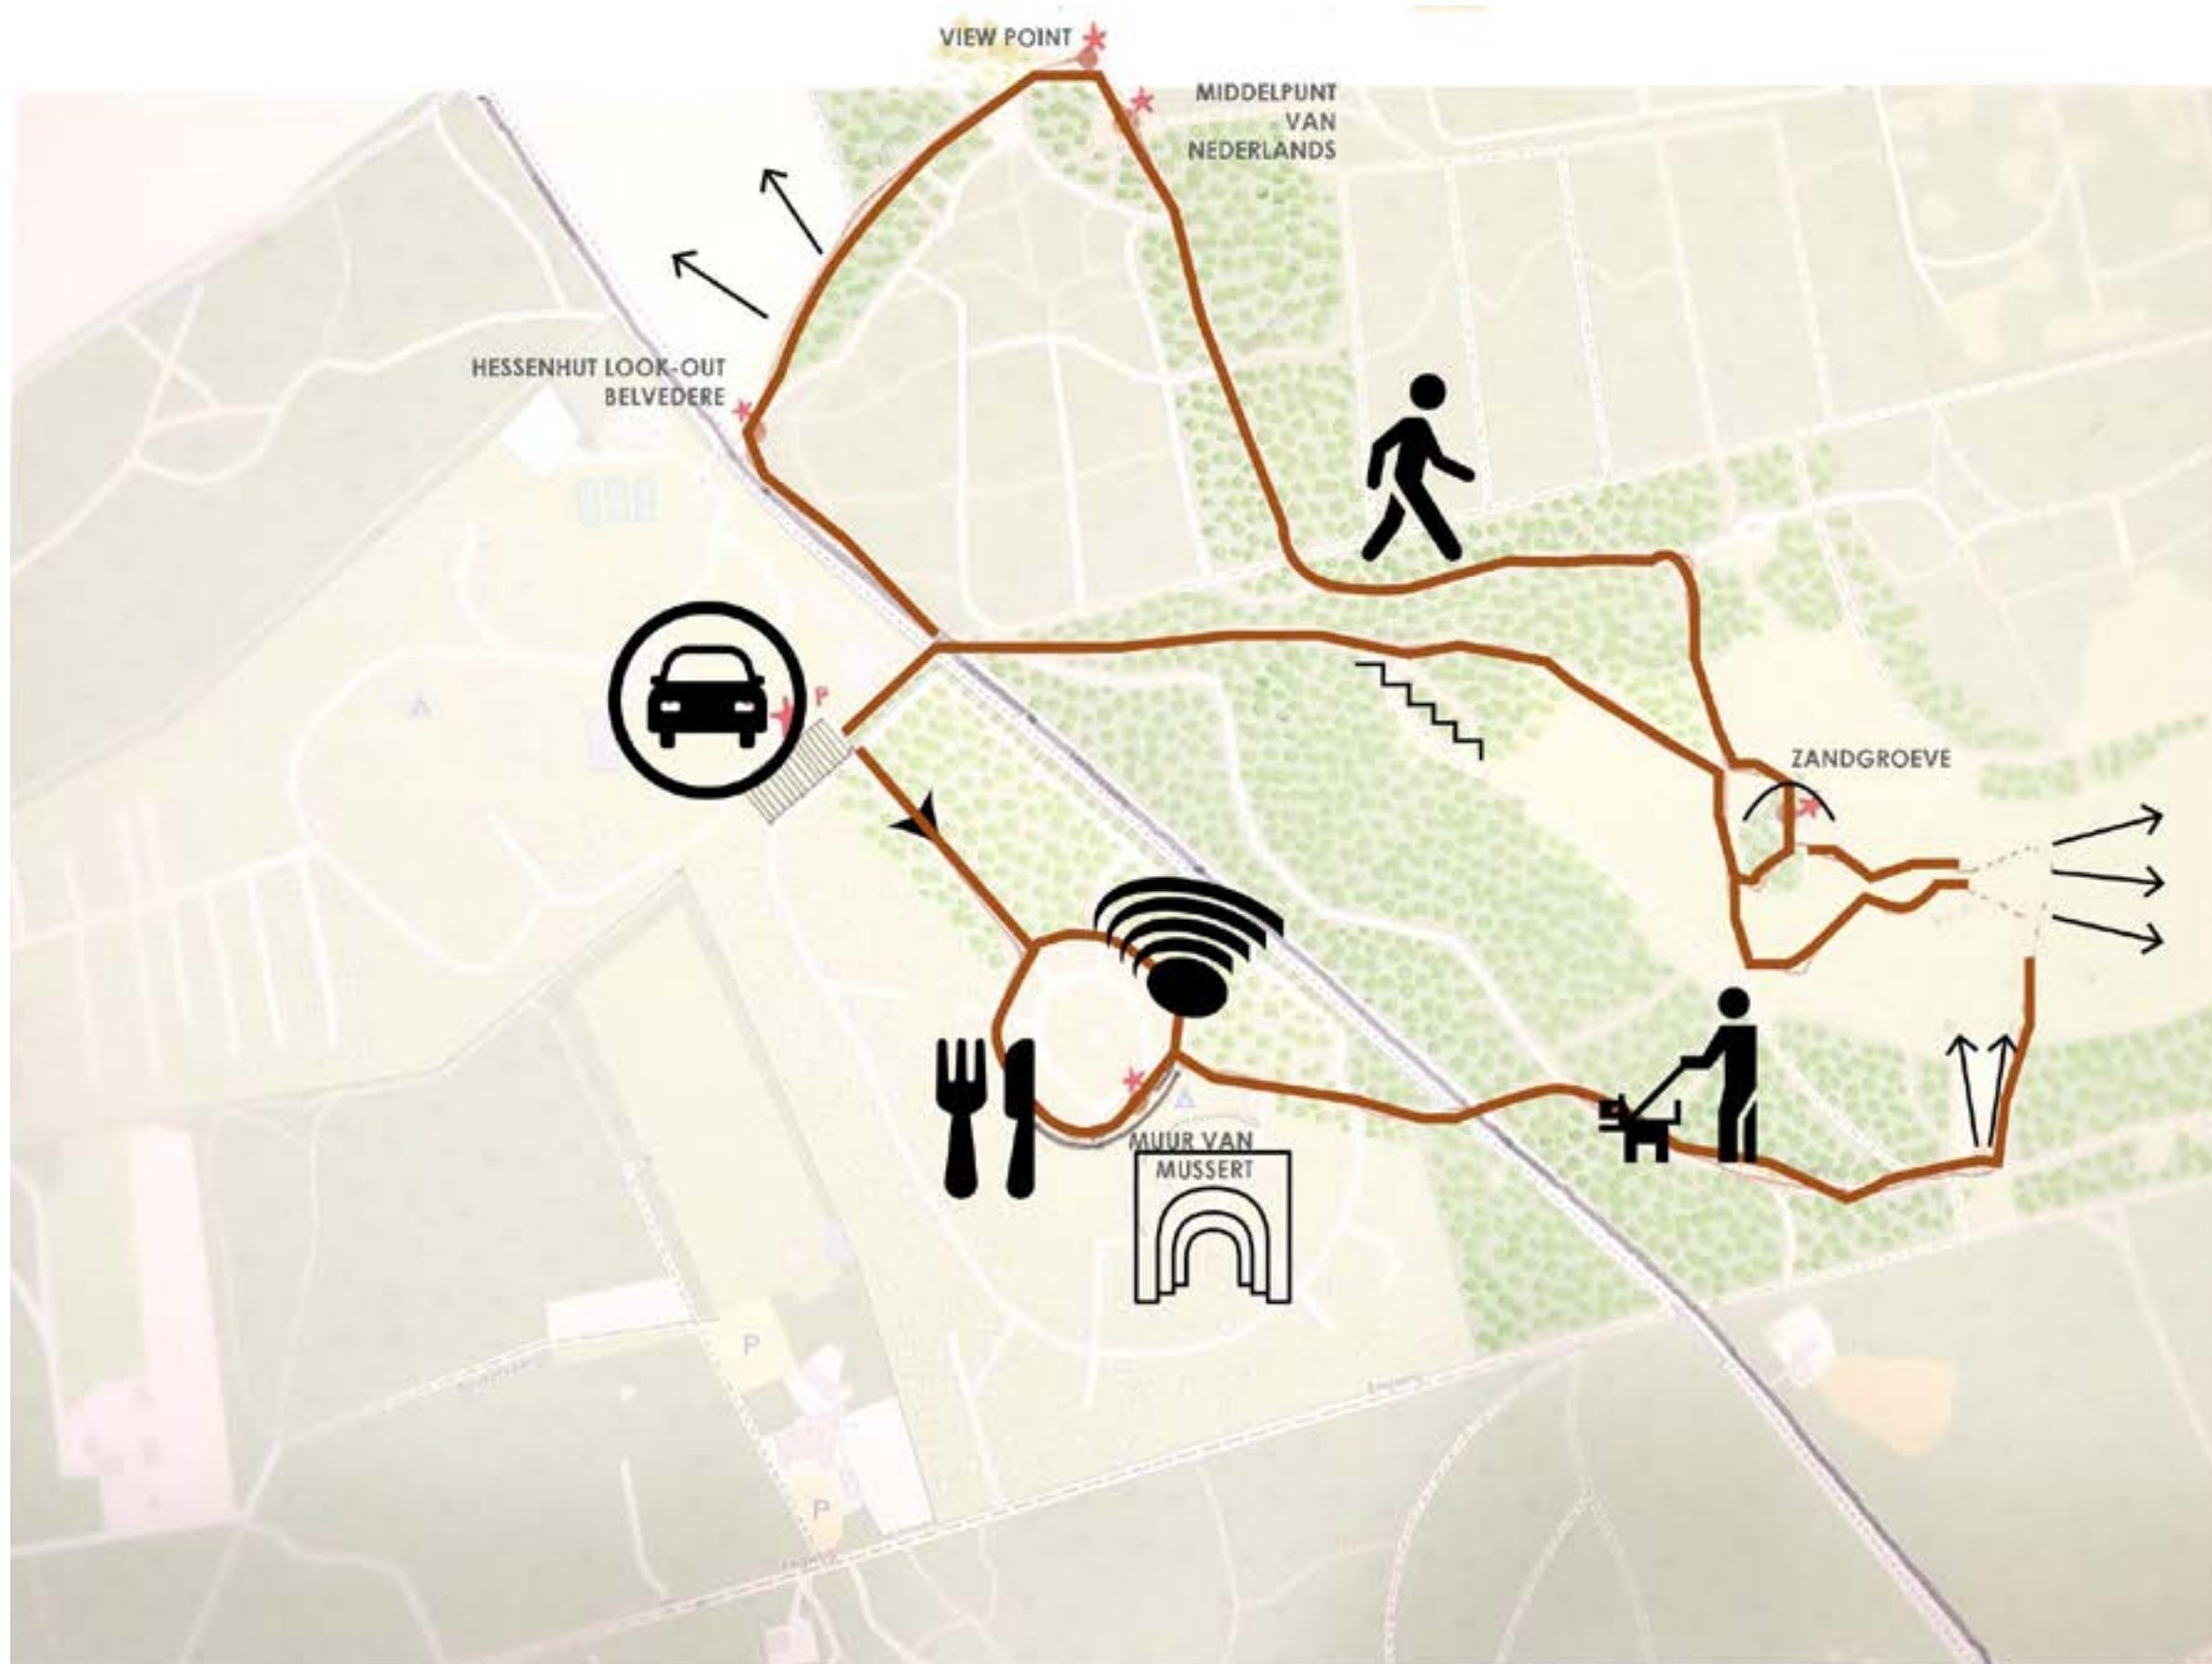 VIEW POINT
MIDDELPUNT
VAN
NEDERLANDS
HESSENHUT LOOK-OUT
BELVEDERE
P
ZANDGROEVE
MUUR VAN
MUSSERT
P
P